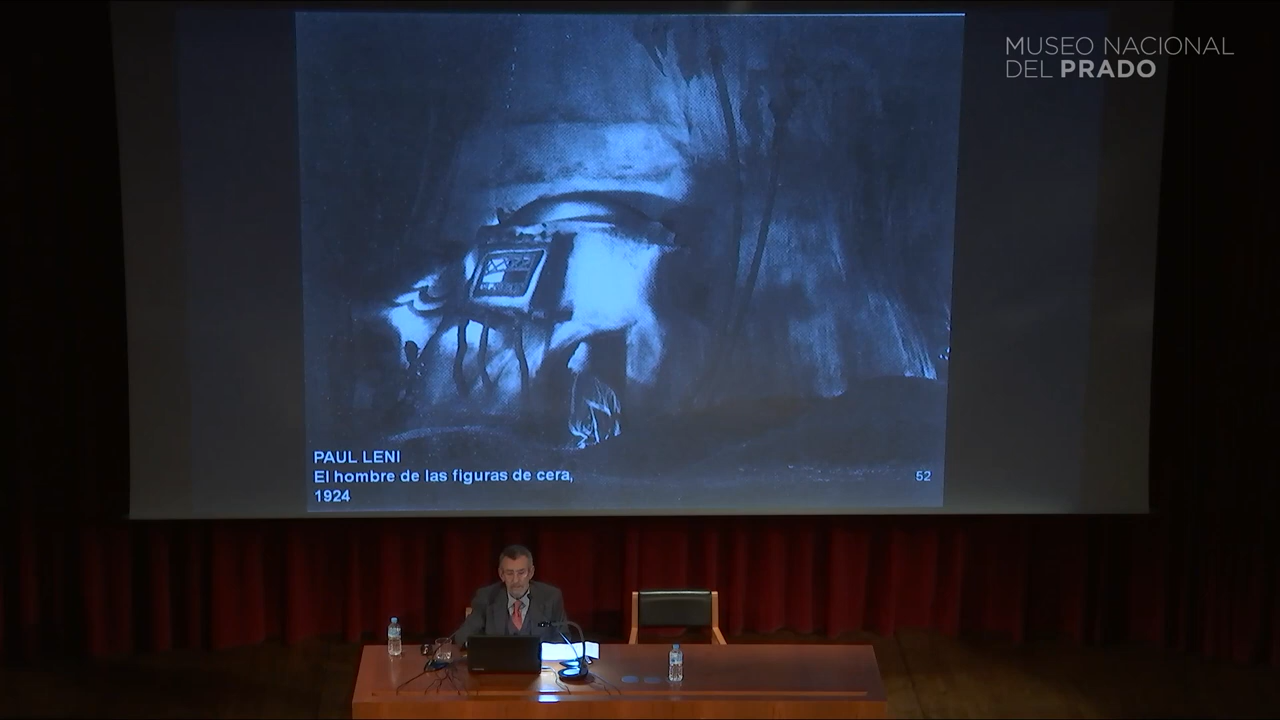 MUSEO NACIONAL
DEL PRADO
PAUL LENI
El hombre de las figuras de cera,
1924
52